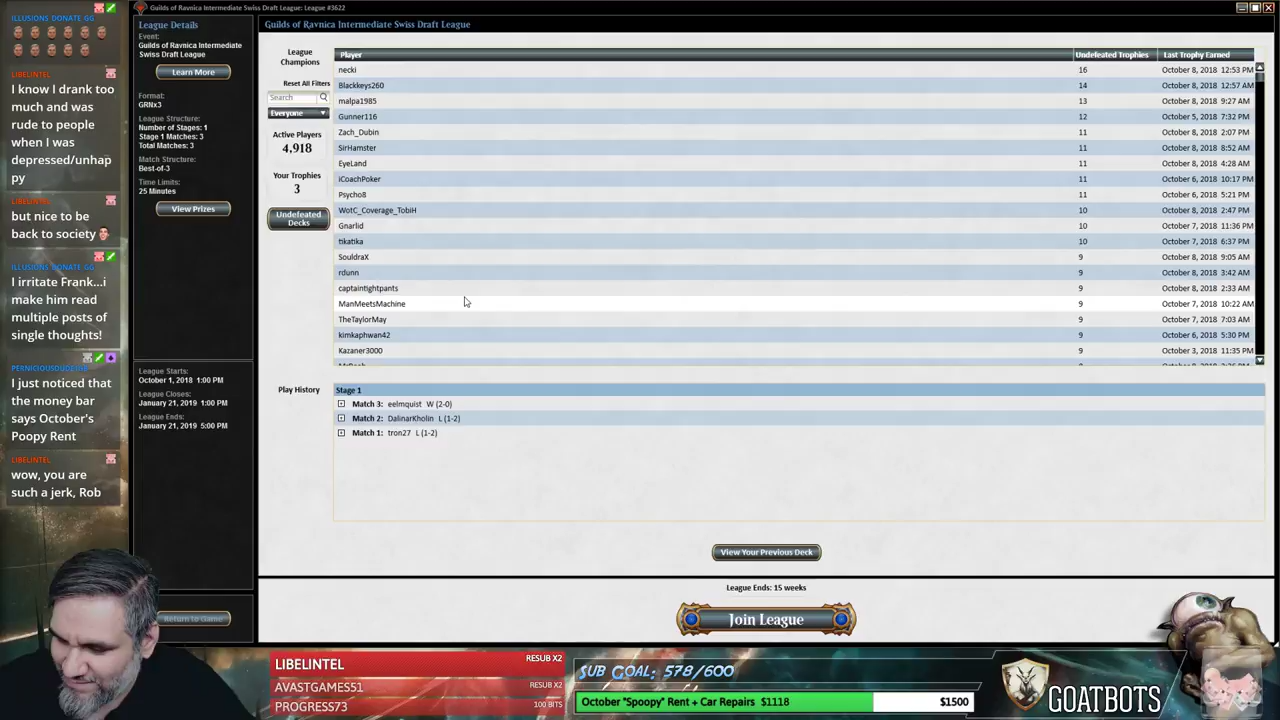 ILLUSIONS DONATE GG
LIBELINTEL
I know I drank too
much and was
rude to people
when I was
depressed/unhap
py
LIBELINTEL
but nice to be
back to society
ILLUSIONS DONATE GG
I irritate Frank...i
make him read
multiple posts of
single thoughts!
I just noticed that
the money bar
says October's
Poopy Rent
LIBELINTEL
wow, you are
such a jerk, Rob
Guilds of Ravnica Intermediate Swiss Draft League: League #3622
League Details
Event:
Guilds of Ravnica Intermediate
Swiss Draft League
Learn More
Format:
GRNx3
League Structure:
Number of Stages: 1
Stage 1 Matches: 3
Total Matches: 3
Match Structure:
Best-of-3
Time Limits:
25 Minutes
View Prizes
League Starts:
October 1, 2018 1:00 PM
League Closes:
January 21, 2019 1:00 PM
League Ends:
January 21, 2019 5:00 PM
Return to Game
Guilds of Ravnica Intermediate Swiss Draft League
League
Champions
Reset All Filters
Search
Everyone
Active Players
4,918
Your Trophies
3
Undefeated
Decks
Player Undefeated Trophies Last Trophy Earned
necki 16 October 8, 2018 12:53 PM
Blackkeys260 14 October 8, 2018 12:57 AM
malpa1985 13 October 8, 2018 9:27 AM
Gunner116 12 October 5, 2018 7:32 PM
Zach_Dubin 11 October 8, 2018 2:07 PM
SirHamster 11 October 8, 2018 8:52 AM
EyeLand 11 October 8, 2018 4:28 AM
iCoachPoker 11 October 6, 2018 10:17 PM
Psycho8 11 October 6, 2018 5:21 PM
WotC_Coverage_TobiH 10 October 8, 2018 2:47 PM
Gnarlid 10 October 7, 2018 11:36 PM
tikatika 10 October 7, 2018 6:37 PM
SouldraX 9 October 8, 2018 9:05 AM
rdunn 9 October 8, 2018 3:42 AM
captaintightpants 9 October 8, 2018 2:33 AM
ManMeetsMachine 9 October 7, 2018 10:22 AM
TheTaylorMay 9 October 7, 2018 7:03 AM
kimkaphwan42 9 October 6, 2018 5:30 PM
Kazaner3000 9 October 3, 2018 11:35 PM
Play History
Stage 1
Match 3: eelmquist W (2-0)
Match 2: DalinarKholin L (1-2)
Match 1: tron27 L (1-2)
View Your Previous Deck
League Ends: 15 weeks
Join League
LIBELINTEL RESUB X2
AVASTGAMES51 RESUB X2
PROGRESS73 100 BITS
SUB GOAL: 578/600
October "Spoopy" Rent + Car Repairs $1118 $1500
GOATBOTS